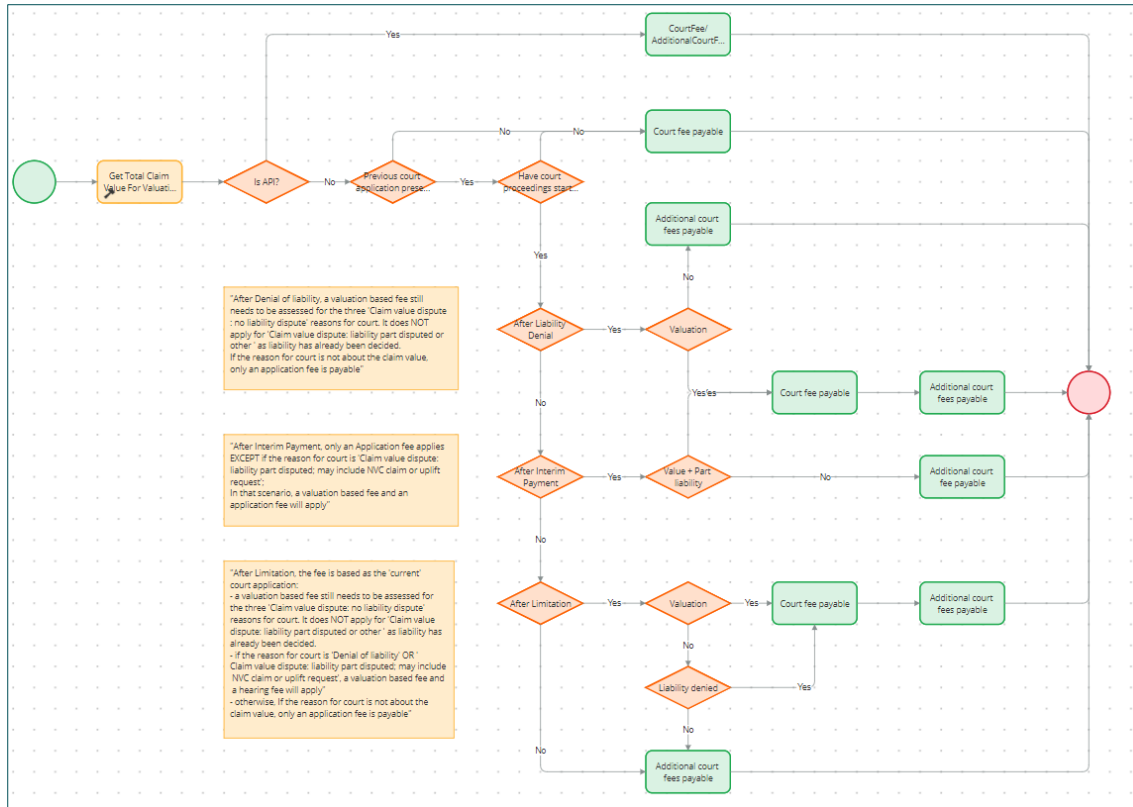 Yes
CourtFee/
AdditionalCourtF...
No
No
Court fee payable
Get Total Claim
Value For Valuati...
Is API?
No
Previous court
application prese...
Yes
Have court
proceedings start...
Additional court
fees payable
Yes
No
"After Denial of liability, a valuation based fee still
needs to be assessed for the three 'Claim value dispute
: no liability dispute' reasons for court. It does NOT
apply for 'Claim value dispute: liability part disputed or
other ' as liability has already been decided.
If the reason for court is not about the claim value,
only an application fee is payable"
After Liability
Denial
Yes
Valuation
No
Yes
Yes
Court fee payable
Additional court
fees payable
"After Interim Payment, only an Application fee applies
EXCEPT if the reason for court is 'Claim value dispute:
liability part disputed; may include NVC claim or uplift
request':
In that scenario, a valuation based fee and an
application fee will apply"
After Interim
Payment
Yes
Value + Part
liability
No
Additional court
fee payable
No
"After Limitation, the fee is based as the 'current'
court application:
- a valuation based fee still needs to be assessed for
the three 'Claim value dispute: no liability dispute'
reasons for court. It does NOT apply for 'Claim value
dispute: liability part disputed or other ' as liability has
already been decided.
- if the reason for court is 'Denial of liability' OR '
Claim value dispute: liability part disputed; may include
NVC claim or uplift request', a valuation based fee and
a hearing fee will apply"
- otherwise, If the reason for court is not about the
claim value, only an application fee is payable"
After Limitation
Yes
Valuation
Yes
Court fee payable
Additional court
fees payable
No
Liability denied
Yes
No
No
Additional court
fees payable